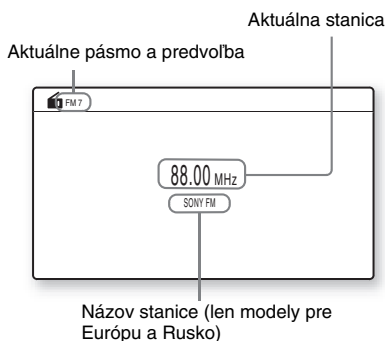 Aktuálna stanica
Aktuálne pásmo a predvoľba
FM 7
88.00 MHz
SONY FM
Názov stanice (len modely pre
Európu a Rusko)